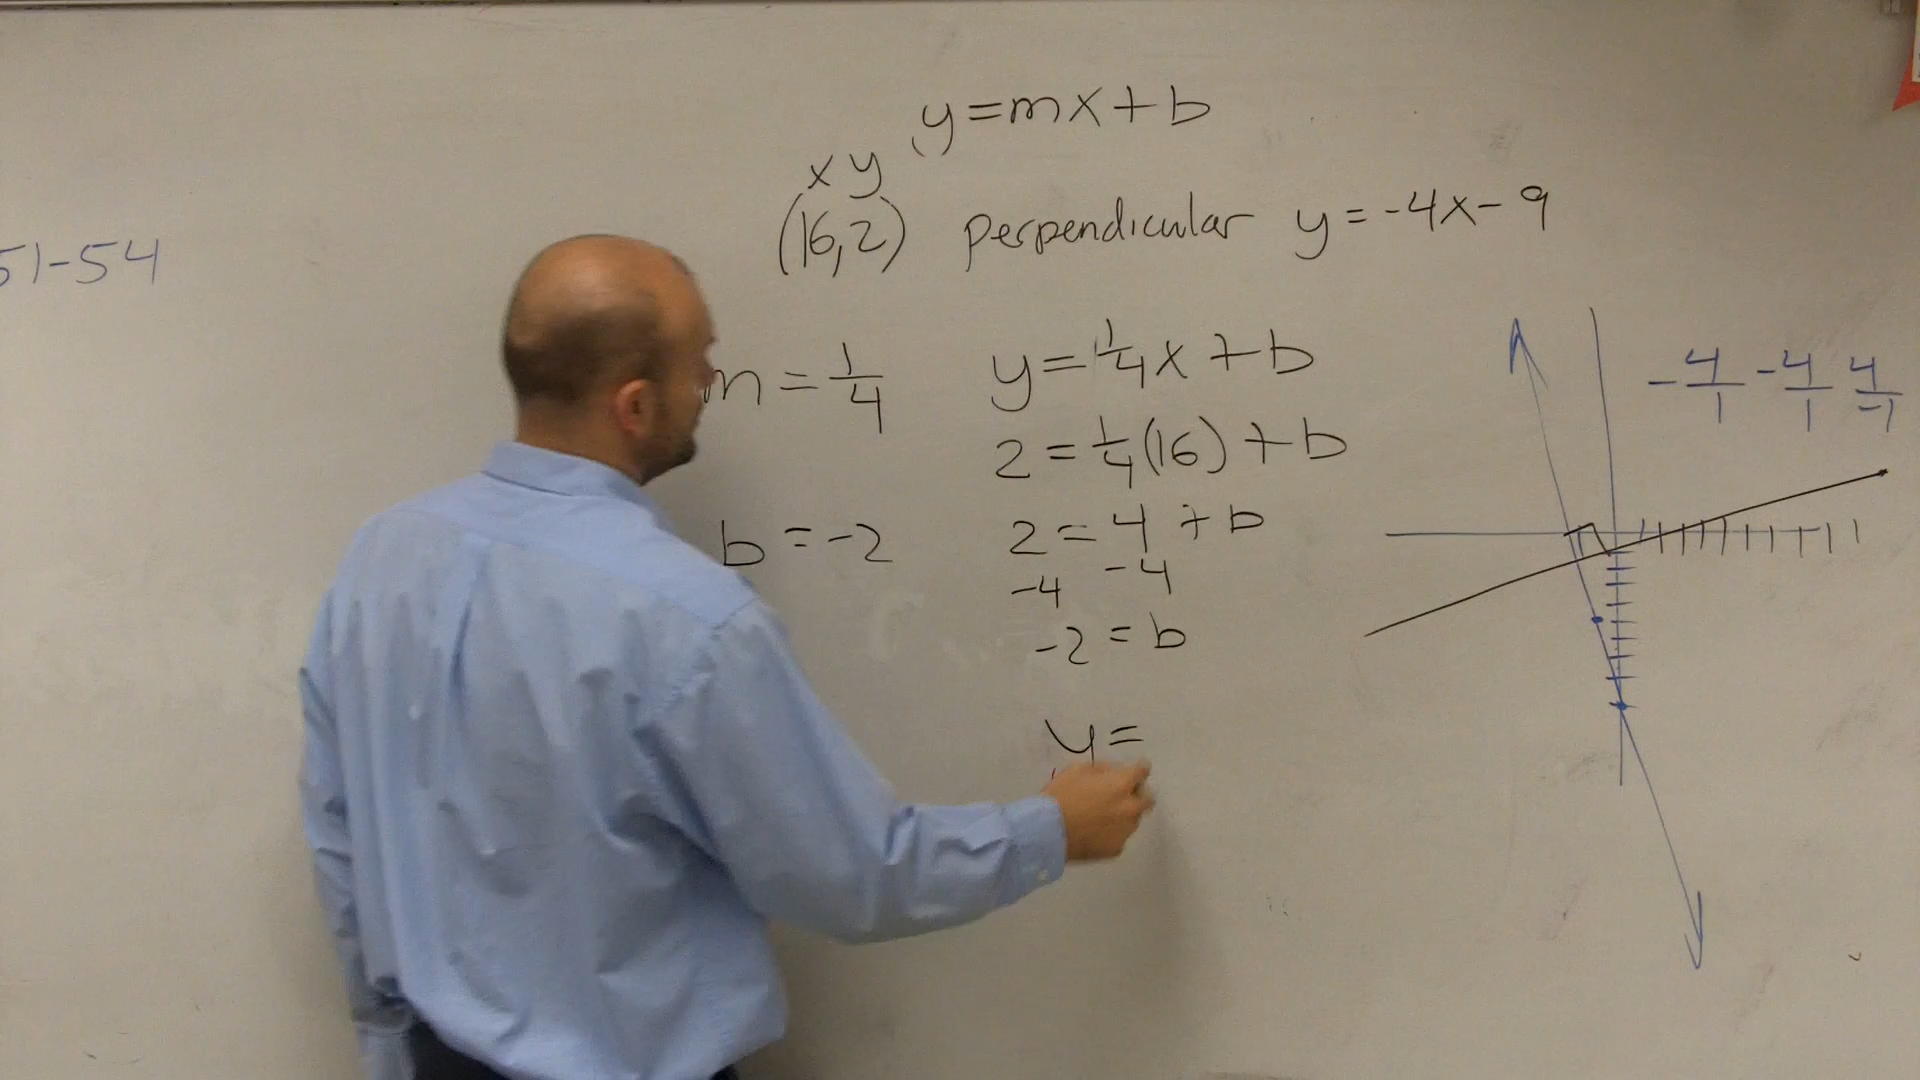 y=mx+b
x y
(16,2) perpendicular y=-4x-9
51-54
m=1/4
y=1/4x+b
-4/1 -4/1 4/-1
2=1/4(16)+b
b=-2
2=4+b
-4 -4
-2=b
y=